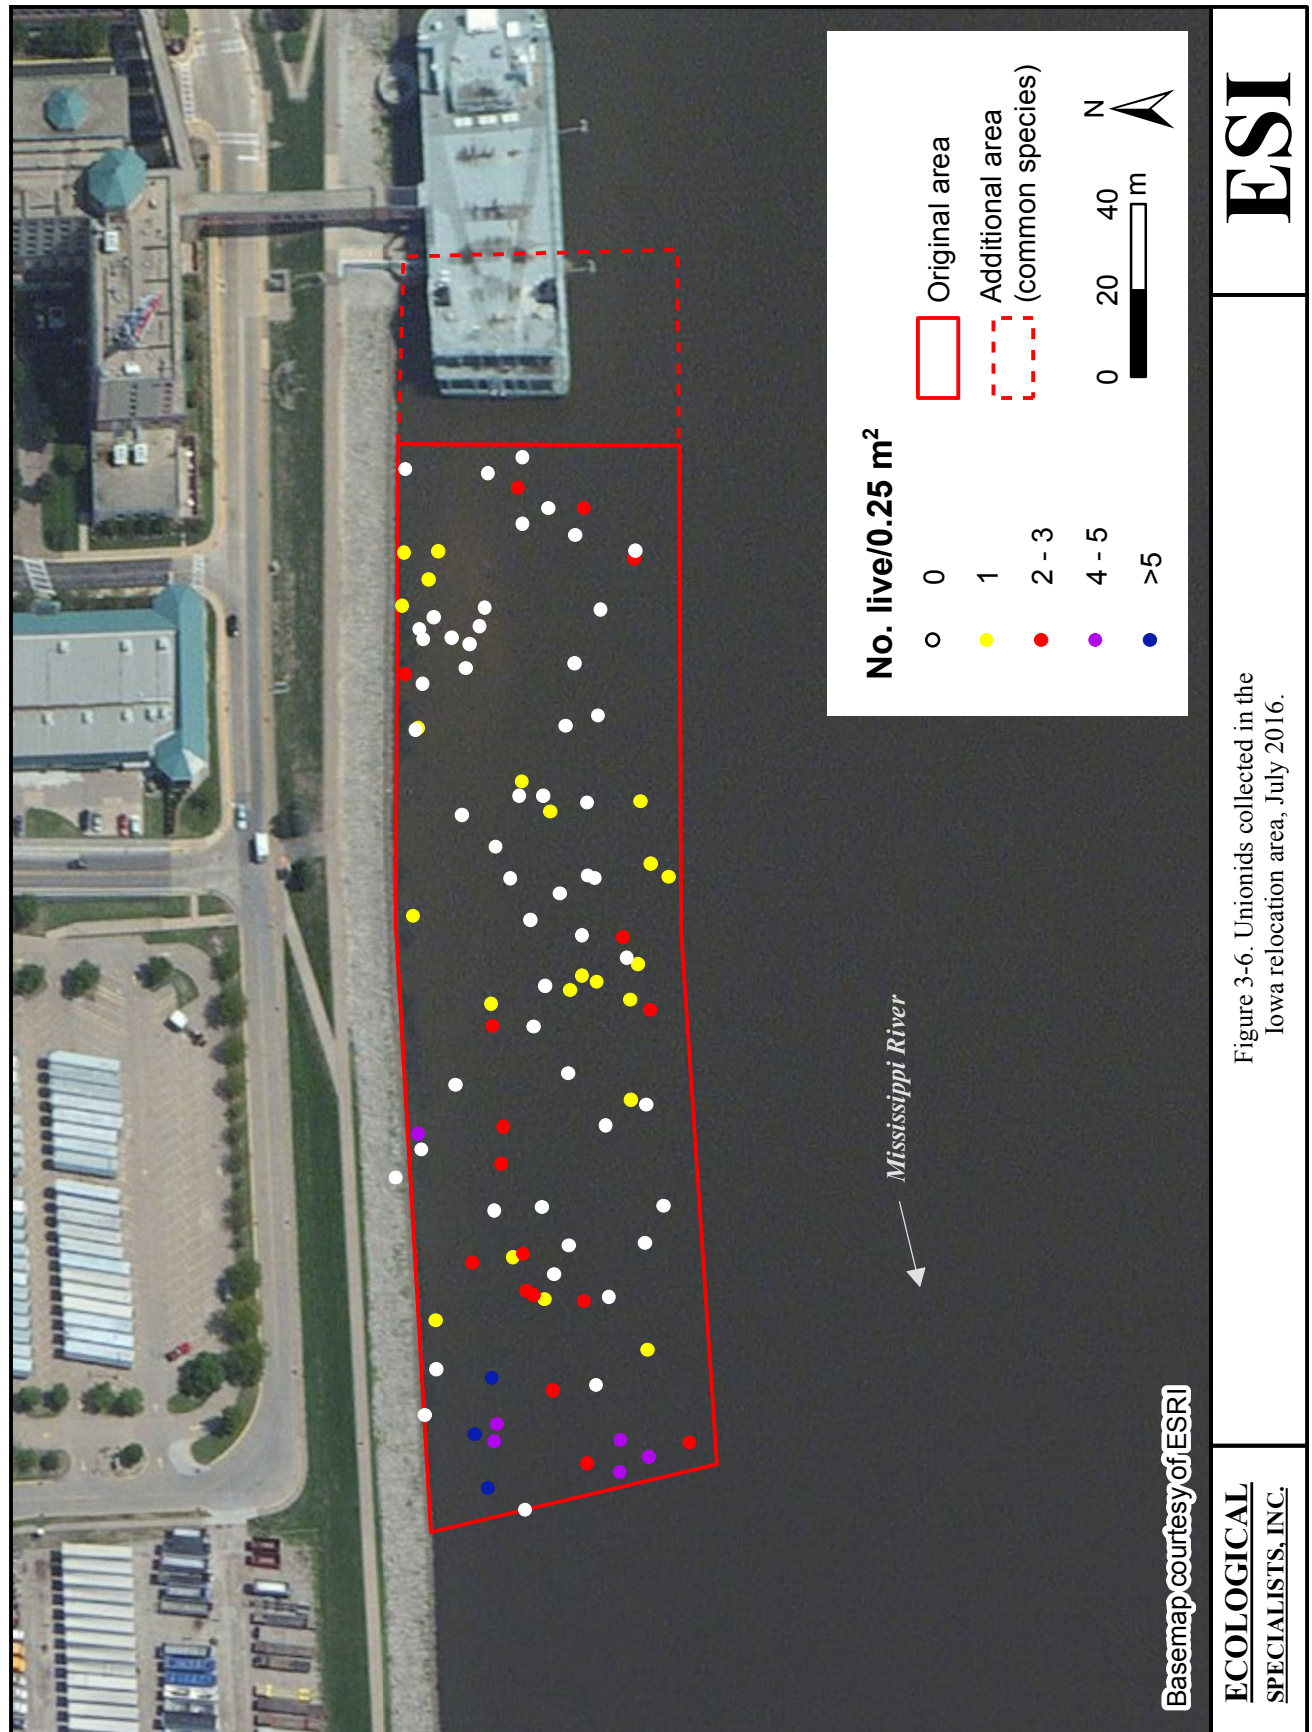 No. live/0.25 m²
0
1
2 - 3
4 - 5
>5
Original area
Additional area
(common species)
0 20 40
m
N
Mississippi River
Basemap courtesy of ESRI
ECOLOGICAL
SPECIALISTS, INC.
Figure 3-6. Unionids collected in the
Iowa relocation area, July 2016.
ESI